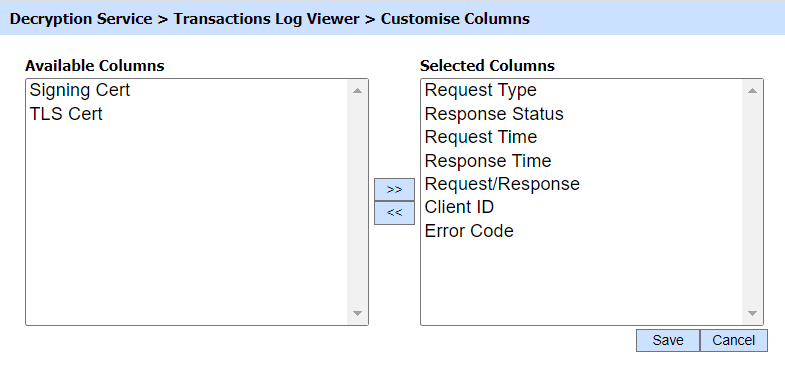 Decryption Service > Transactions Log Viewer > Customise Columns
Available Columns
Signing Cert
TLS Cert
>>
<<
Selected Columns
Request Type
Response Status
Request Time
Response Time
Request/Response
Client ID
Error Code
Save
Cancel